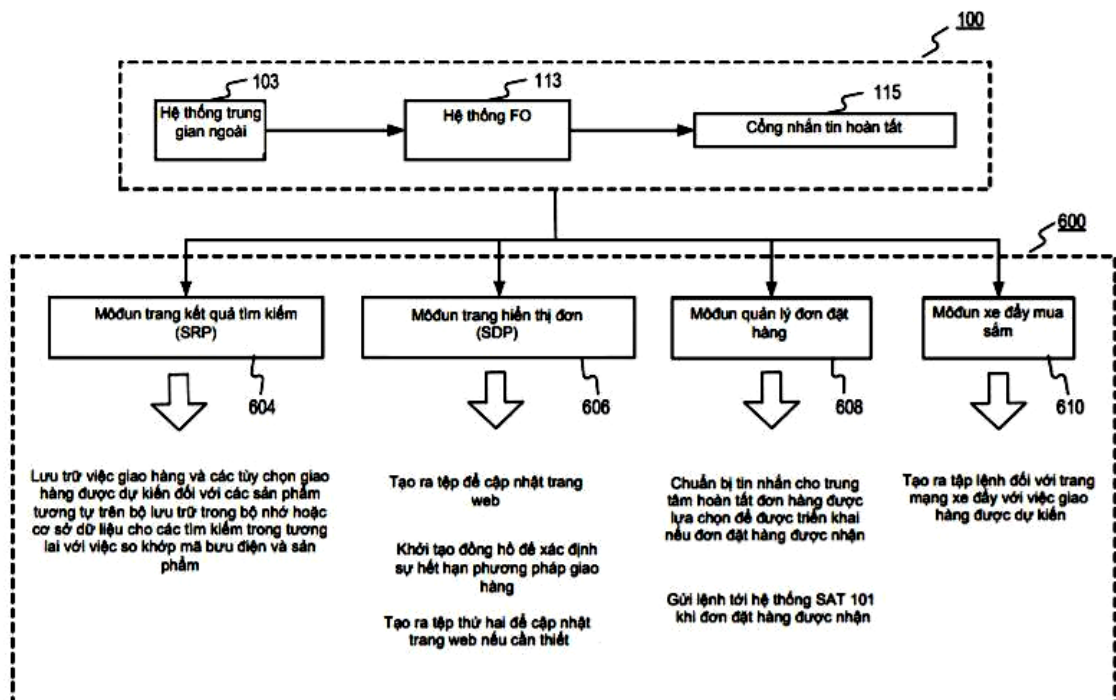 100
103
113
115
Hệ thống trung
gian ngoài
Hệ thống FO
Cổng nhắn tin hoàn tất
600
Môđun trang kết quả tìm kiếm
(SRP)
Môđun trang hiển thị đơn
(SDP)
Môđun quản lý đơn đặt
hàng
Môđun xe đẩy mua
sắm
604
606
608
610
Lưu trữ việc giao hàng và các tùy chọn giao
hàng được dự kiến đối với các sản phẩm
tương tự trên bộ lưu trữ trong bộ nhớ hoặc
cơ sở dữ liệu cho các tìm kiếm trong tương
lai với việc so khớp mã bưu điện và sản
phẩm
Tạo ra tệp để cập nhật trang
web
Khởi tạo đồng hồ để xác định
sự hết hạn phương pháp giao
hàng
Tạo ra tệp thứ hai để cập nhật
trang web nếu cần thiết
Chuẩn bị tin nhắn cho trung
tâm hoàn tất đơn hàng được
lựa chọn để được triển khai
nếu đơn đặt hàng được nhận
Gửi lệnh tới hệ thống SAT 101
khi đơn đặt hàng được nhận
Tạo ra tập lệnh đối với trang
mạng xe đẩy với việc giao
hàng được dự kiến